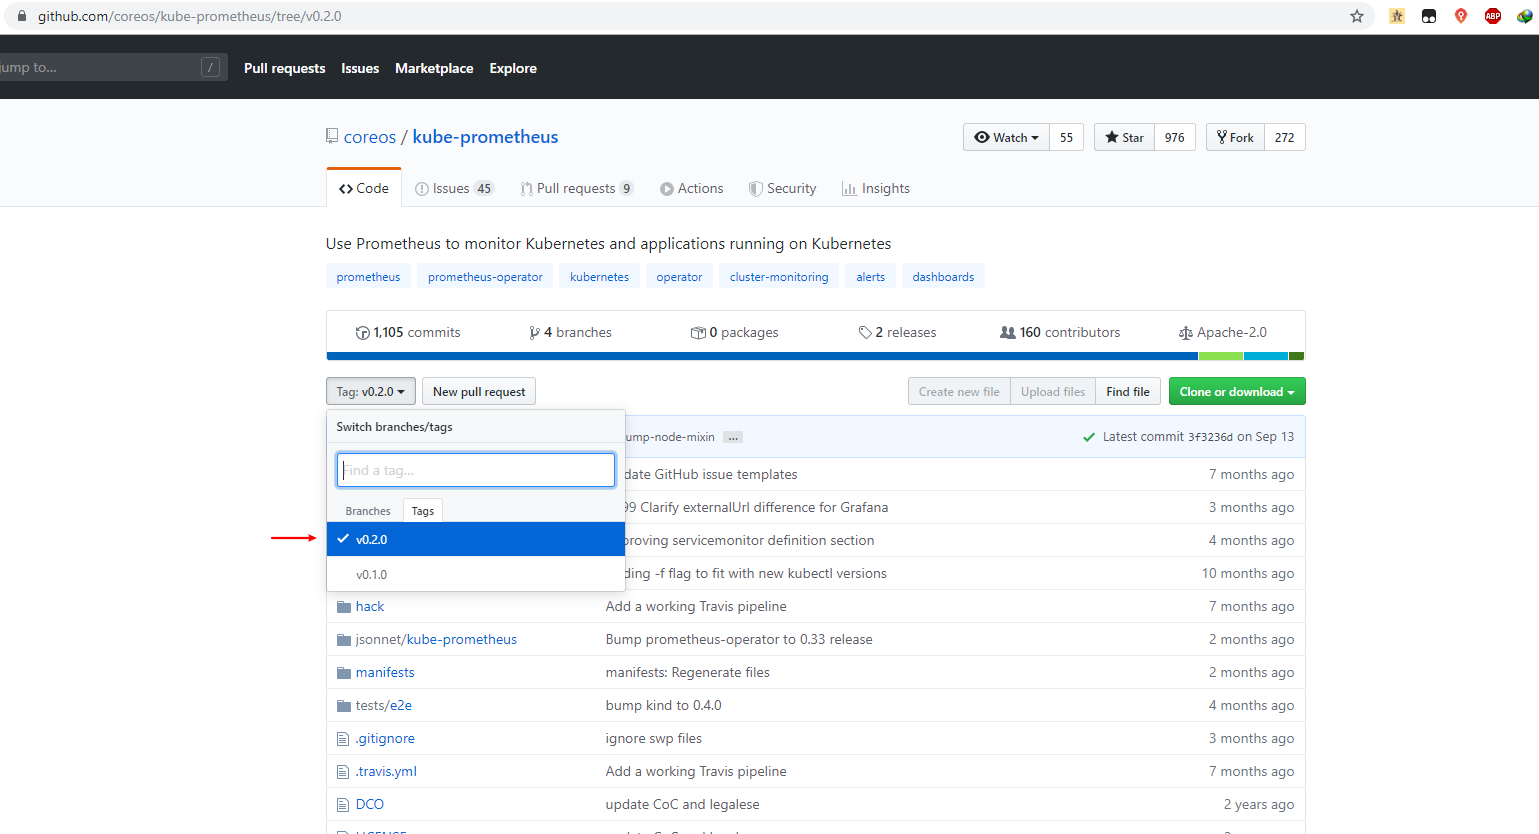 github.com/coreos/kube-prometheus/tree/v0.2.0
ABP
ump to...
/
Pull requests Issues Marketplace Explore
coreos / kube-prometheus
Watch 55 Star 976 Fork 272
Code Issues 45 Pull requests 9 Actions Security Insights
Use Prometheus to monitor Kubernetes and applications running on Kubernetes
prometheus prometheus-operator kubernetes operator cluster-monitoring alerts dashboards
1,105 commits 4 branches 0 packages 2 releases 160 contributors Apache-2.0
Tag: v0.2.0 New pull request Create new file Upload files Find file Clone or download
Switch branches/tags
ump-node-mixin ... Latest commit 3f3236d on Sep 13
Find a tag...
date GitHub issue templates 7 months ago
99 Clarify externalUrl difference for Grafana 3 months ago
Branches Tags
v0.2.0
proving servicemonitor definition section 4 months ago
v0.1.0
ding -f flag to fit with new kubectl versions 10 months ago
hack Add a working Travis pipeline 7 months ago
jsonnet/kube-prometheus Bump prometheus-operator to 0.33 release 2 months ago
manifests manifests: Regenerate files 2 months ago
tests/e2e bump kind to 0.4.0 4 months ago
.gitignore ignore swp files 3 months ago
.travis.yml Add a working Travis pipeline 7 months ago
DCO update CoC and legalese 2 years ago